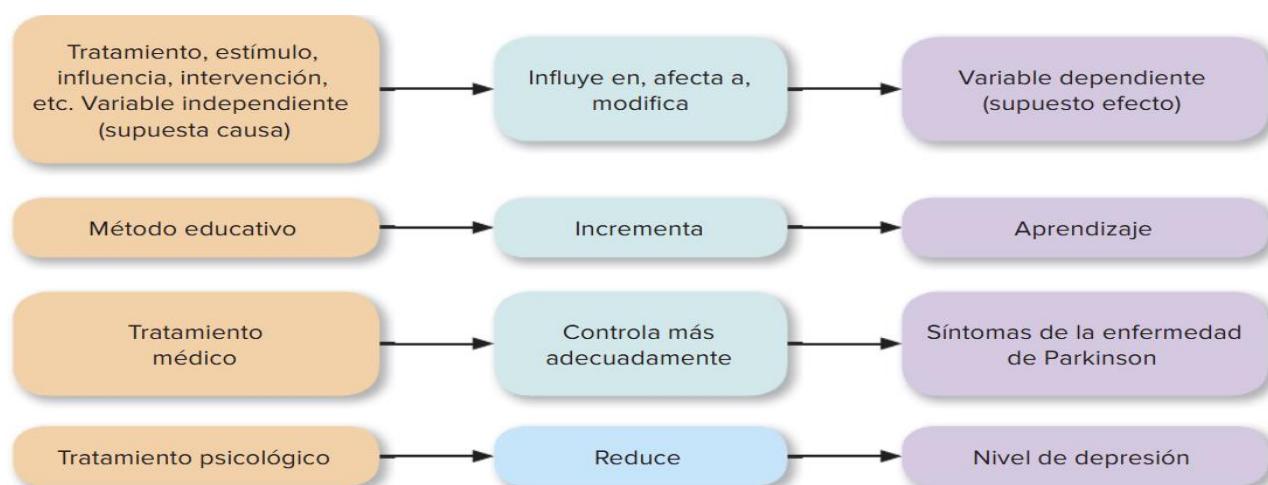 Tratamiento, estímulo,
influencia, intervención,
etc. Variable independiente
(supuesta causa)
Influye en, afecta a,
modifica
Variable dependiente
(supuesto efecto)
Método educativo
Incrementa
Aprendizaje
Tratamiento
médico
Controla más
adecuadamente
Síntomas de la enfermedad
de Parkinson
Tratamiento psicológico
Reduce
Nivel de depresión